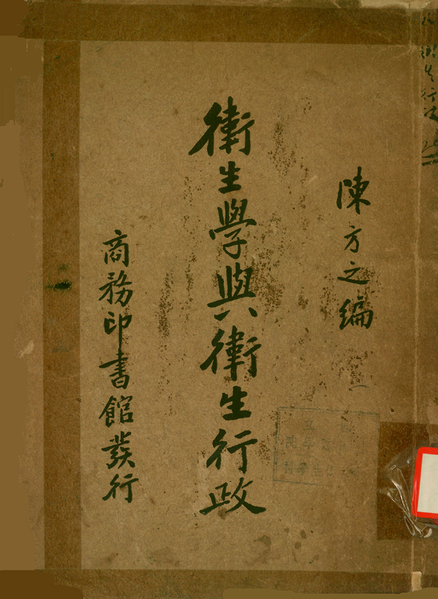 陳方之編
衛生學與衛生行政
商務印書館發行